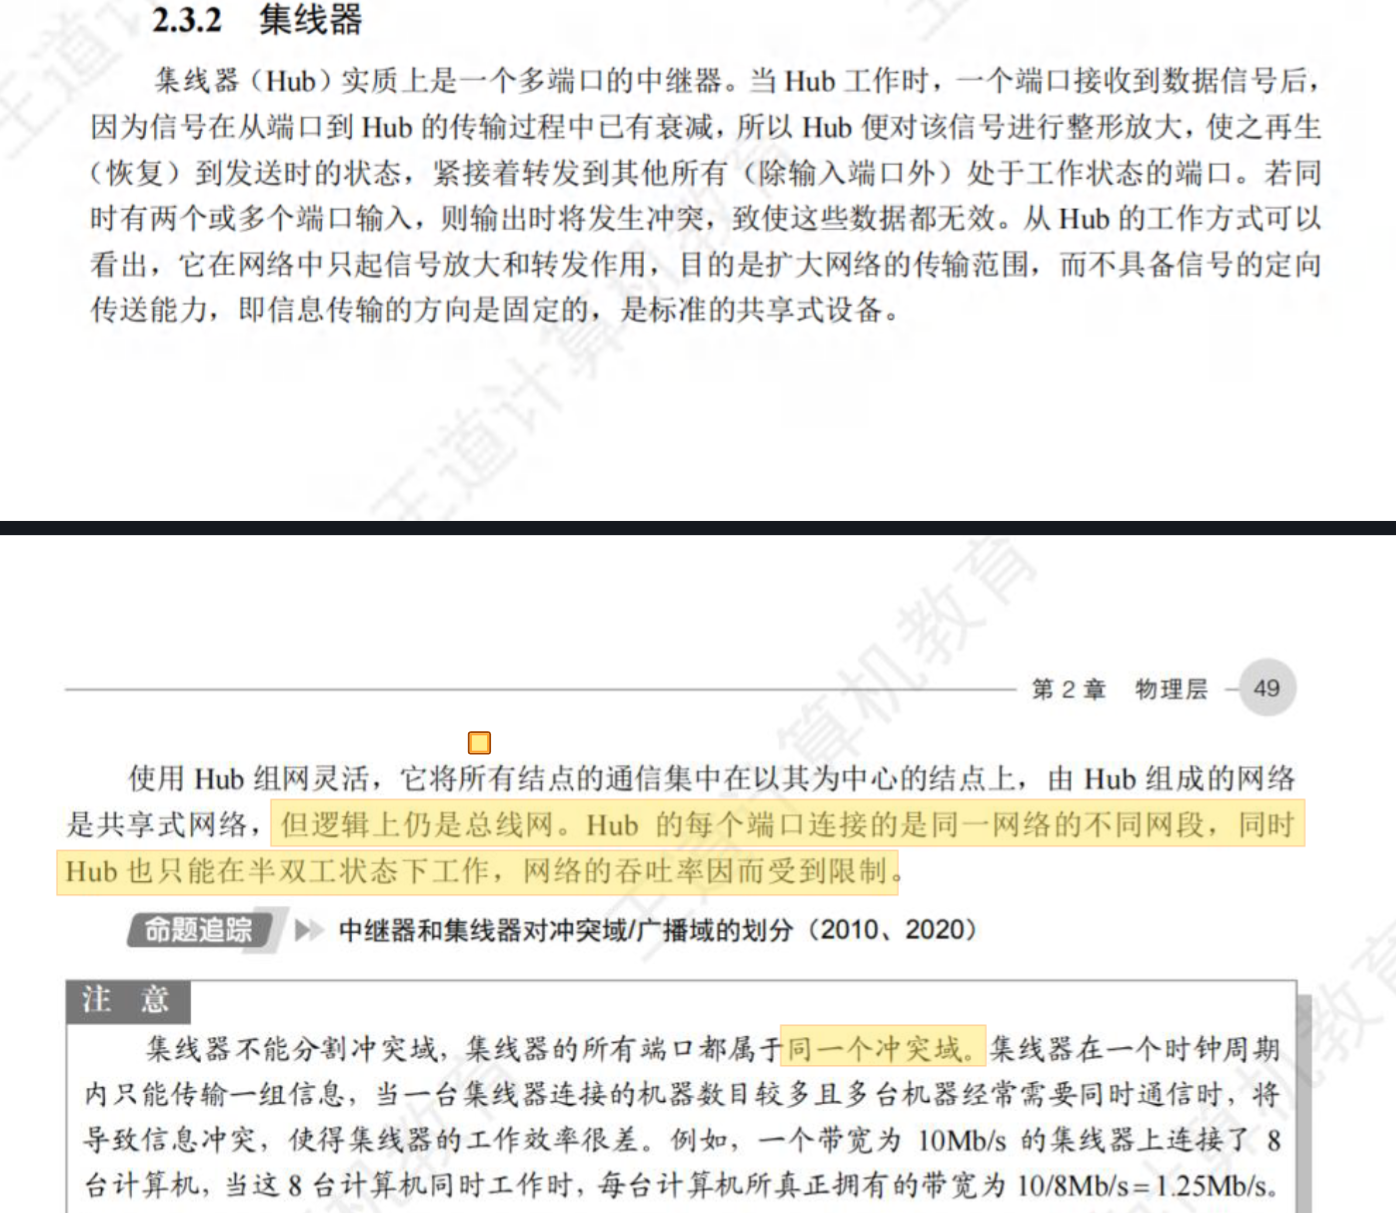 2.3.2 集线器
集线器（Hub）实质上是一个多端口的中继器。当 Hub 工作时，一个端口接收到数据信号后，
因为信号在从端口到 Hub 的传输过程中已有衰减，所以 Hub 便对该信号进行整形放大，使之再生
（恢复）到发送时的状态，紧接着转发到其他所有（除输入端口外）处于工作状态的端口。若同
时有两个或多个端口输入，则输出时将发生冲突，致使这些数据都无效。从 Hub 的工作方式可以
看出，它在网络中只起信号放大和转发作用，目的是扩大网络的传输范围，而不具备信号的定向
传送能力，即信息传输的方向是固定的，是标准的共享式设备。
王道计算机教育
第 2 章 物理层 49
使用 Hub 组网灵活，它将所有结点的通信集中在以其为中心的结点上，由 Hub 组成的网络
是共享式网络，但逻辑上仍是总线网。Hub 的每个端口连接的是同一网络的不同网段，同时
Hub 也只能在半双工状态下工作，网络的吞吐率因而受到限制。
命题追踪 中继器和集线器对冲突域/广播域的划分（2010、2020）
注 意
集线器不能分割冲突域，集线器的所有端口都属于同一个冲突域。集线器在一个时钟周期
内只能传输一组信息，当一台集线器连接的机器数目较多且多台机器经常需要同时通信时，将
导致信息冲突，使得集线器的工作效率很差。例如，一个带宽为 10Mb/s 的集线器上连接了 8
台计算机，当这 8 台计算机同时工作时，每台计算机所真正拥有的带宽为 10/8Mb/s=1.25Mb/s。
王道计算机教育